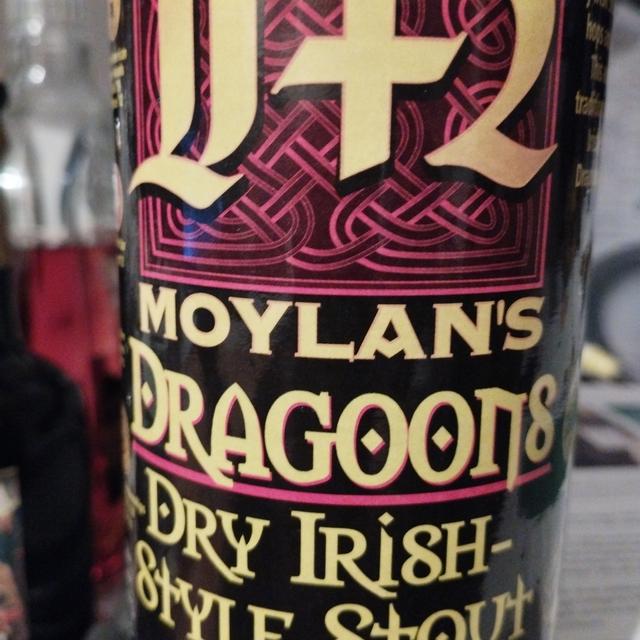 MOYLAN'S
DRAGOONS
DRY IRISH-
STYLE STOUT